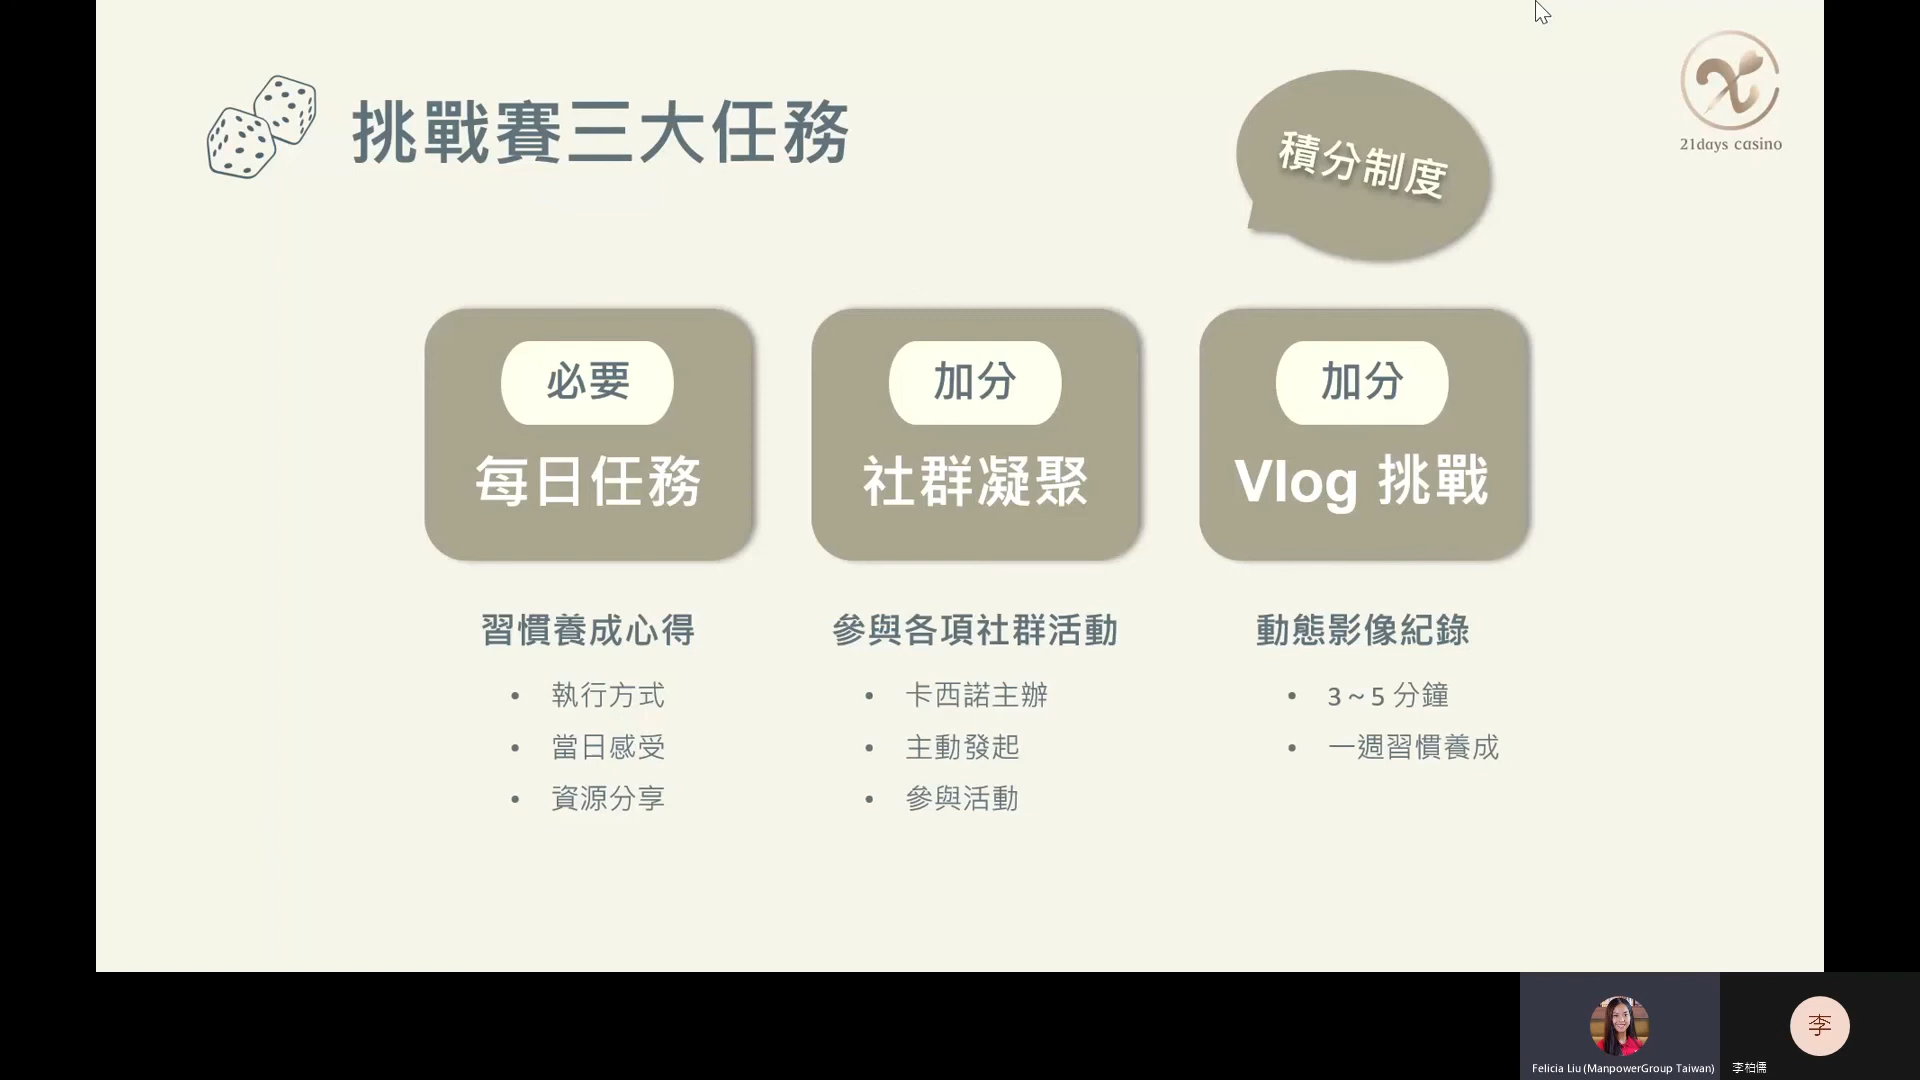 挑戰賽三大任務
積分制度
21days casino
必要
每日任務
加分
社群凝聚
加分
Vlog 挑戰
習慣養成心得
• 執行方式
• 當日感受
• 資源分享
參與各項社群活動
• 卡西諾主辦
• 主動發起
• 參與活動
動態影像紀錄
• 3～5 分鐘
• 一週習慣養成
Felicia Liu (ManpowerGroup Taiwan)
李
李柏儒